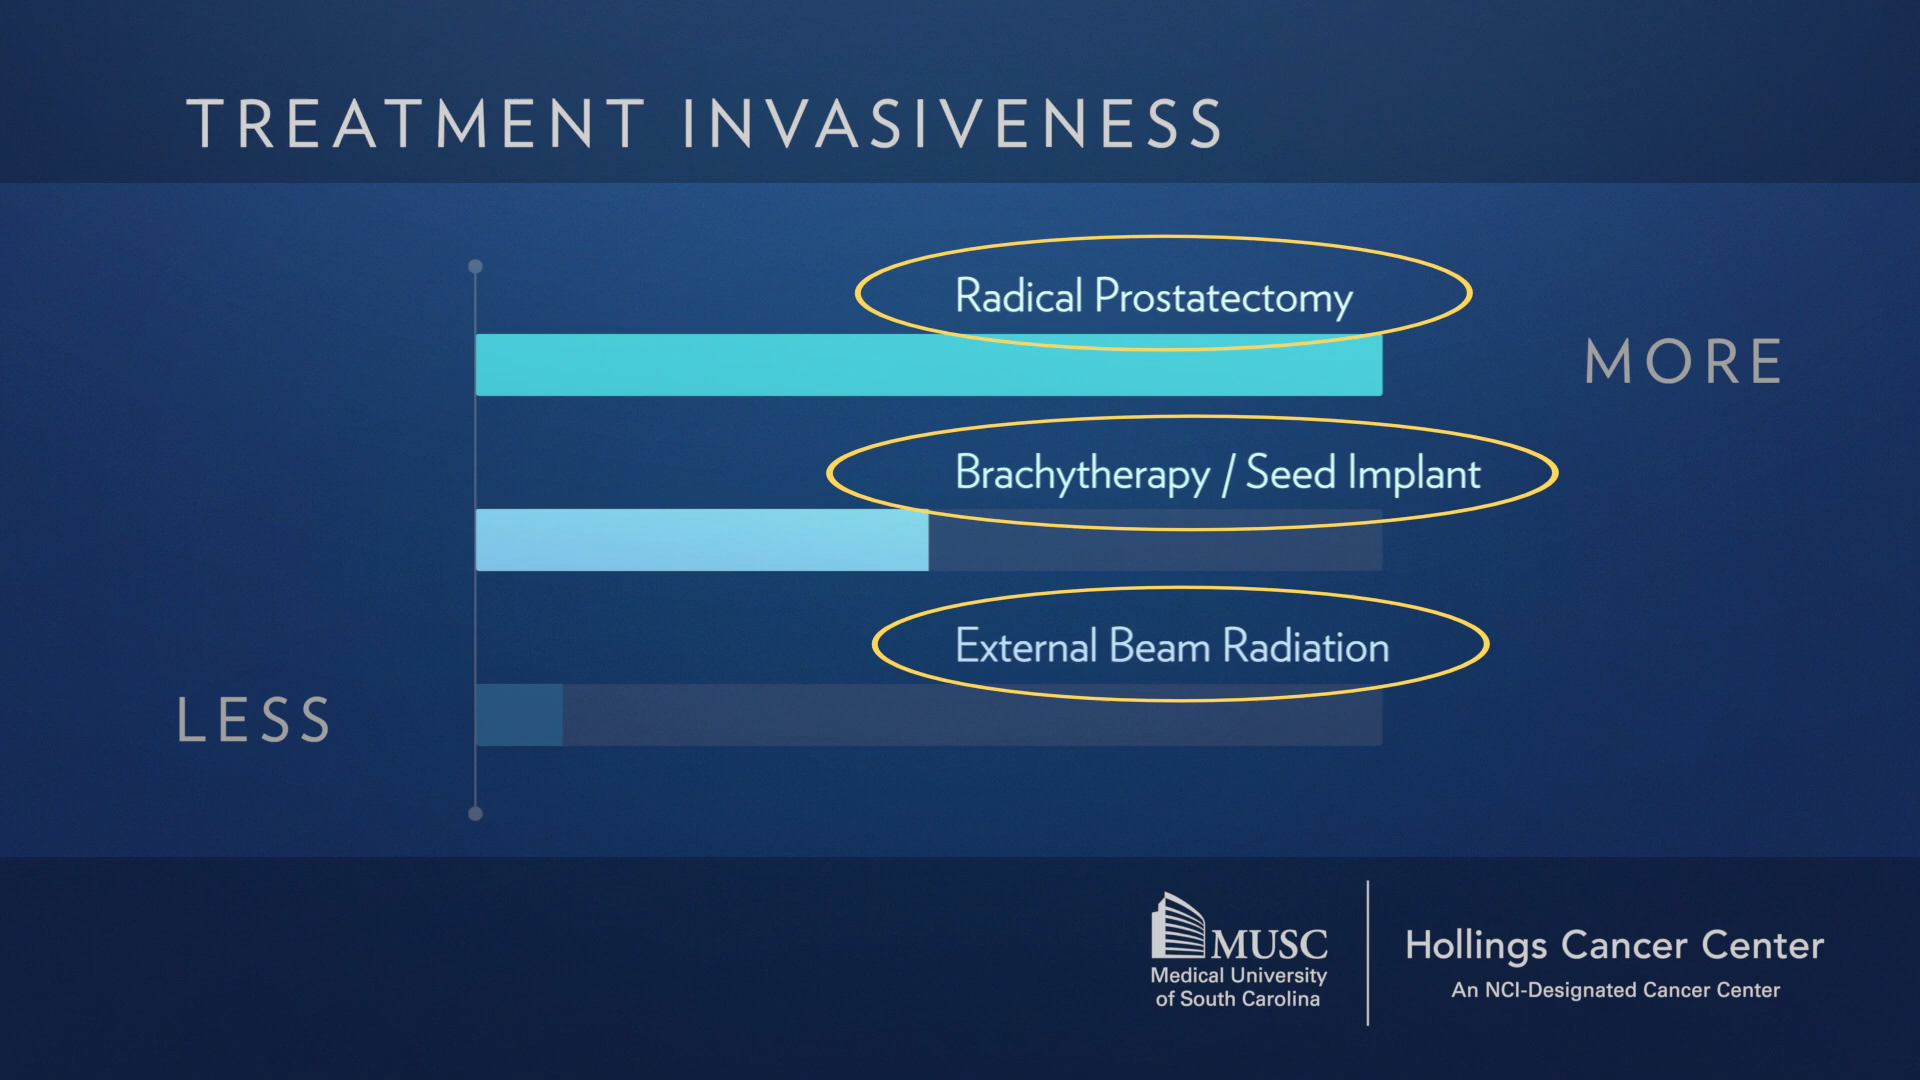 TREATMENT INVASIVENESS
Radical Prostatectomy
MORE
Brachytherapy / Seed Implant
External Beam Radiation
LESS
MUSC
Medical University
of South Carolina
Hollings Cancer Center
An NCI-Designated Cancer Center